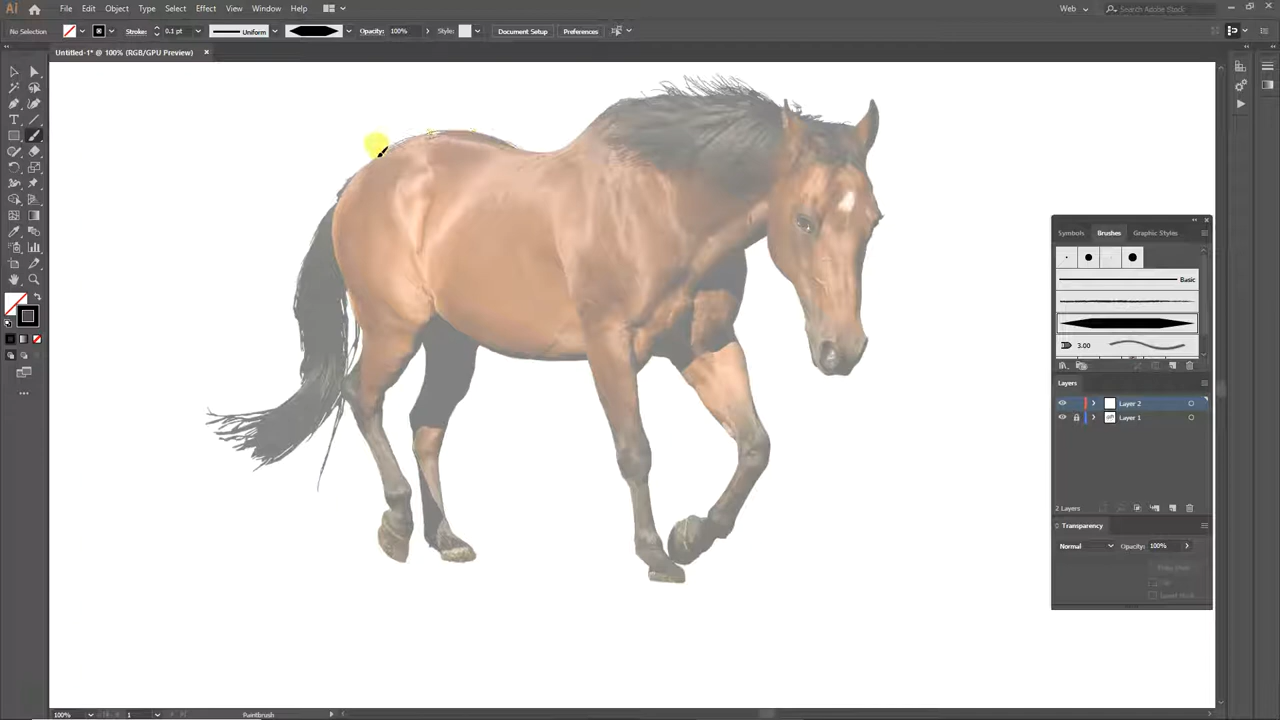 Ai File Edit Object Type Select Effect View Window Help Web Search Adobe Stock
No Selection Stroke: 0.1 pt Uniform Opacity: 100% Style: Document Setup Preferences
Untitled-1* @ 100% (RGB/GPU Preview) ×
Symbols Brushes Graphic Styles
Basic
3.00
Layers
Layer 2
Layer 1
2 Layers
Transparency
Normal Opacity: 100%
100% 1 Paintbrush